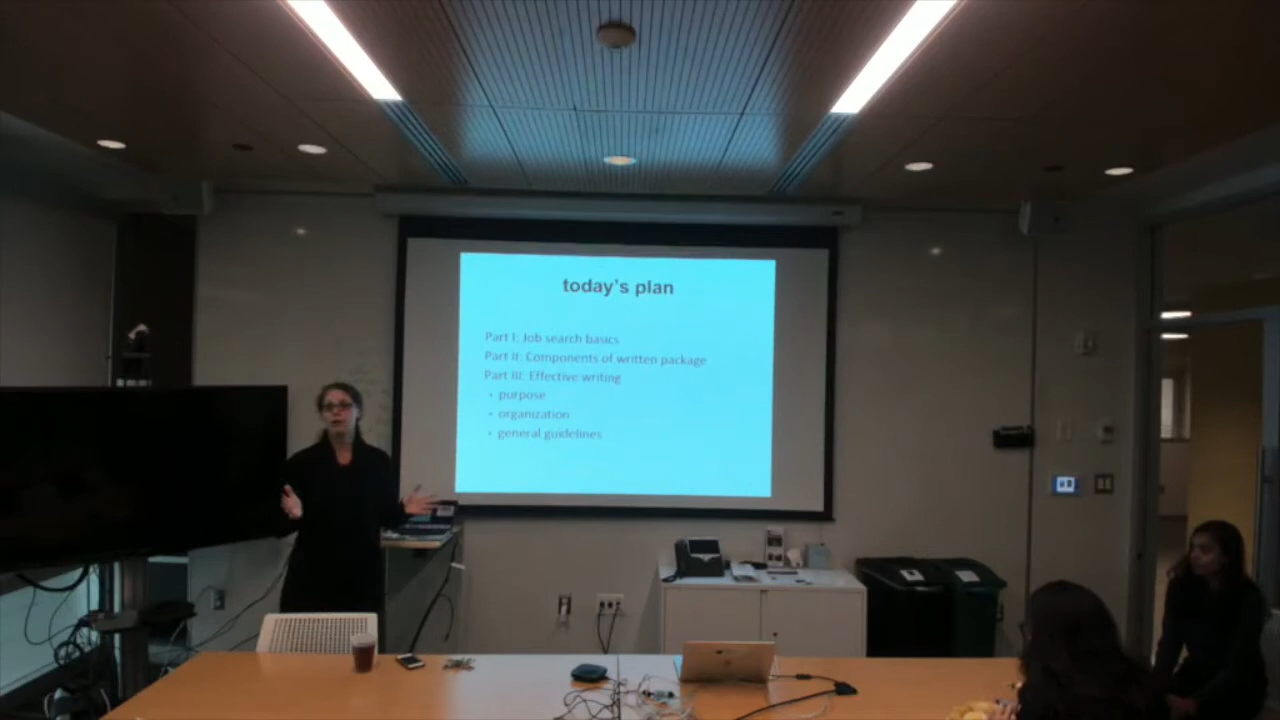 today's plan
Part I: Job search basics
Part II: Components of written package
Part III: Effective writing
• purpose
• organization
• general guidelines